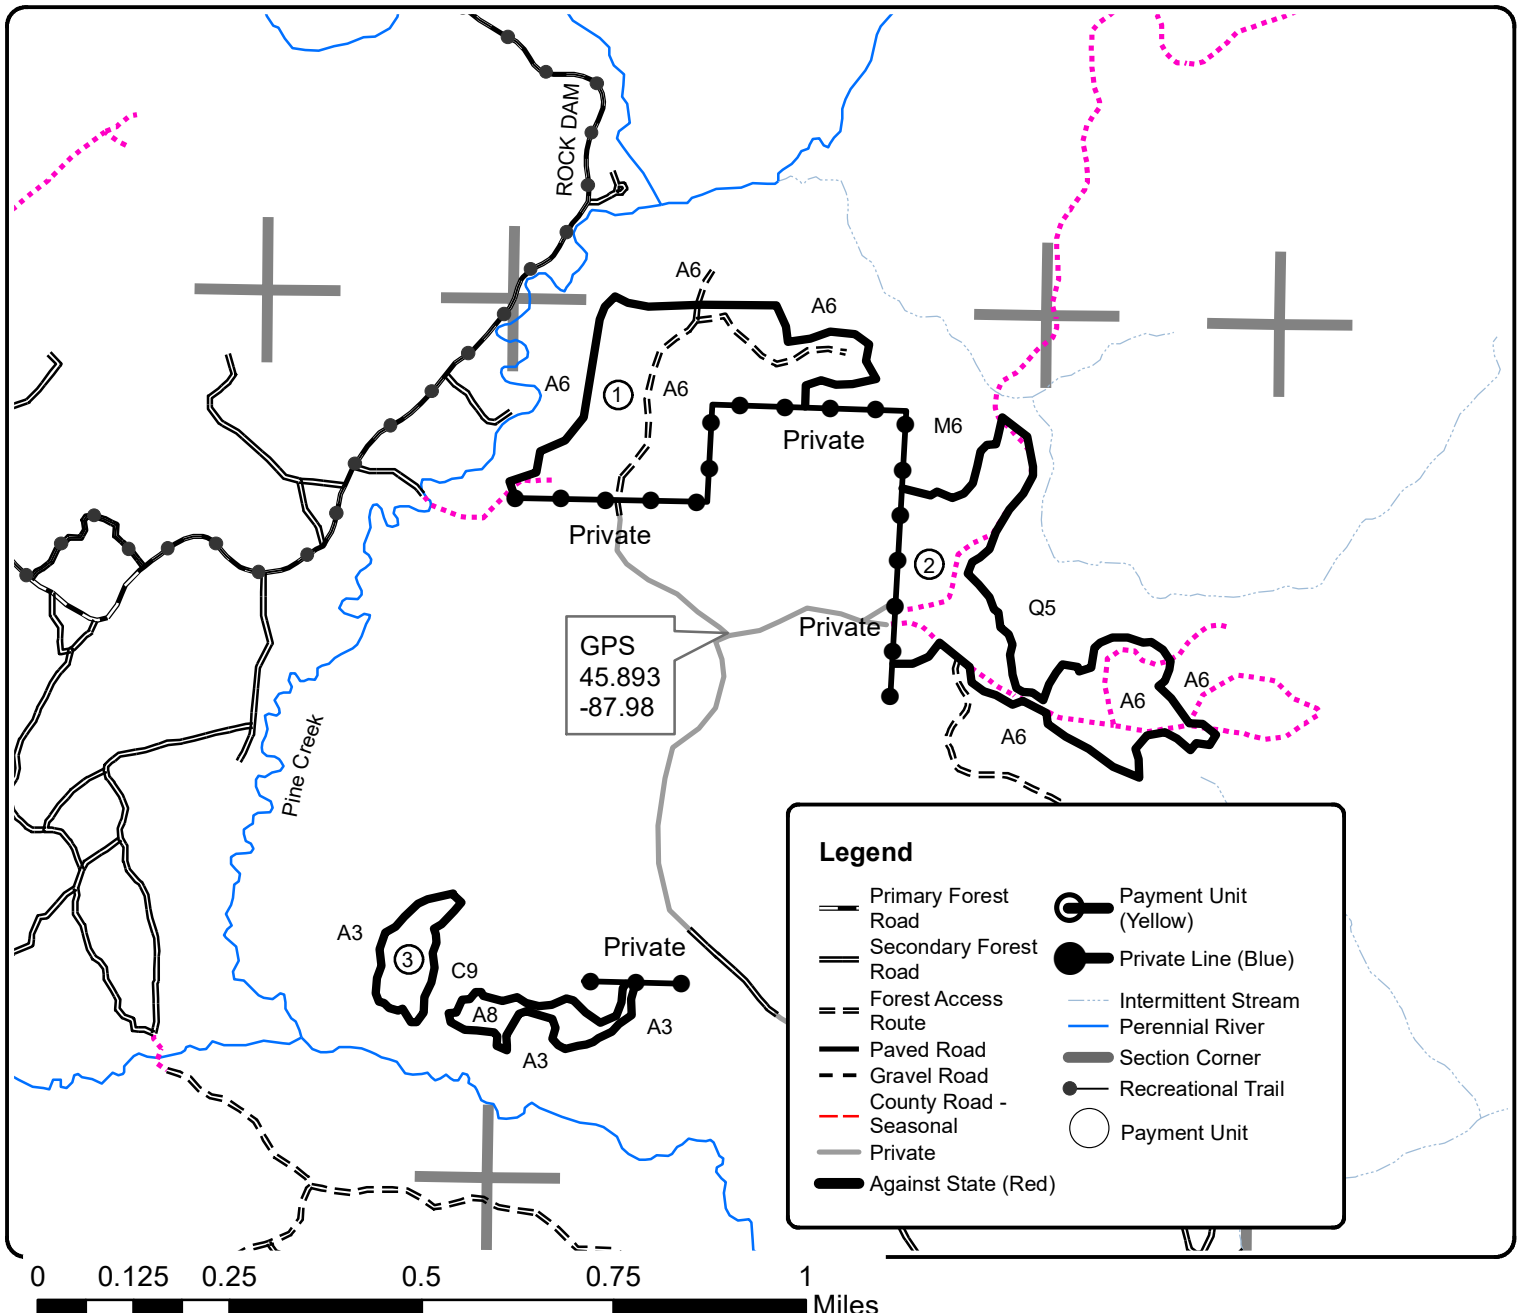 ROCK DAM
A6
A6
A6
A6
1
Private
M6
Private
2
Private
Q5
GPS
45.893
-87.98
A6
A6
A6
Pine Creek
A3
3
C9
Private
A8
A3
A3
Legend
Primary Forest
Road
Secondary Forest
Road
Forest Access
Route
Paved Road
Gravel Road
County Road -
Seasonal
Private
Against State (Red)
Payment Unit
(Yellow)
Private Line (Blue)
Intermittent Stream
Perennial River
Section Corner
Recreational Trail
Payment Unit
0 0.125 0.25 0.5 0.75 1
Miles